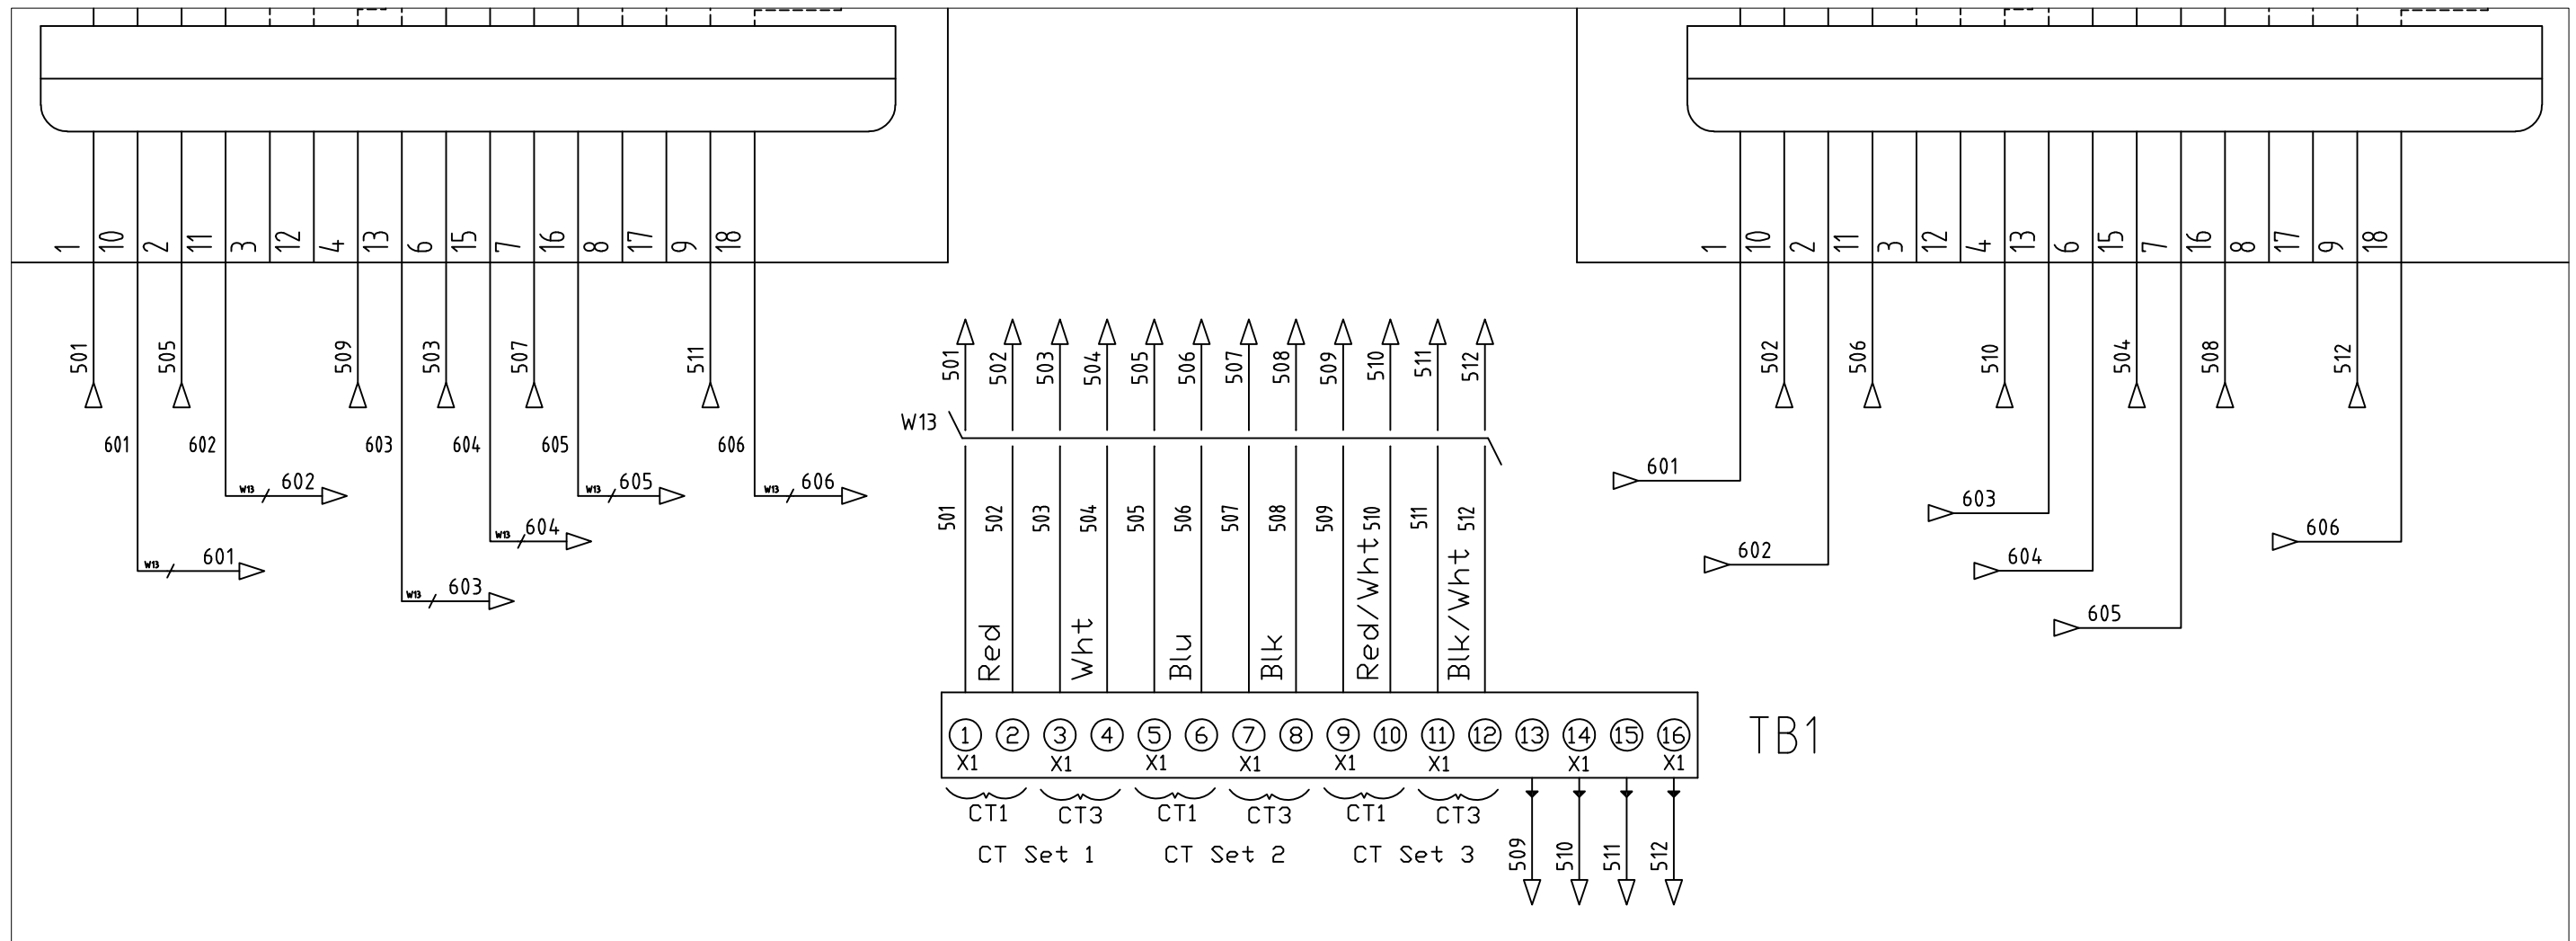 1 10 2 11 3 12 4 13 6 15 7 16 8 17 9 18
1 10 2 11 3 12 4 13 6 15 7 16 8 17 9 18
501 505 509 503 507 511
501 502 503 504 505 506 507 508 509 510 511 512
502 506 510 504 508 512
W13
601 602 603 604 605 606
W13 602
W13 605
W13 606
W13 604
W13 601
W13 603
601
603
606
602
604
605
501 502 503 504 505 506 507 508 509 510 511 512
Red Wht Blu Blk Red/Wht Blk/Wht
1 2 3 4 5 6 7 8 9 10 11 12 13 14 15 16
X1 X1 X1 X1 X1 X1 X1 X1
TB1
CT1 CT3 CT1 CT3 CT1 CT3
CT Set 1 CT Set 2 CT Set 3
509 510 511 512